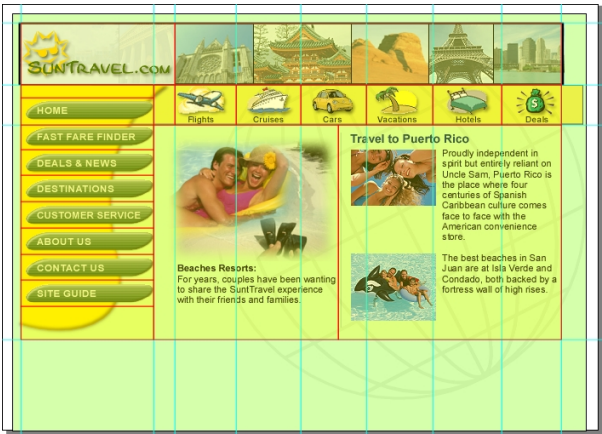 SUNTRAVEL.COM
Flights
Cruises
Cars
Vacations
Hotels
Deals
HOME
FAST FARE FINDER
DEALS & NEWS
DESTINATIONS
CUSTOMER SERVICE
ABOUT US
CONTACT US
SITE GUIDE
Beaches Resorts:
For years, couples have been wanting
to share the SuntTravel experience
with their friends and families.
Travel to Puerto Rico
Proudly independent in
spirit but entirely reliant on
Uncle Sam, Puerto Rico is
the place where four
centuries of Spanish
Caribbean culture comes
face to face with the
American convenience
store.
The best beaches in San
Juan are at Isla Verde and
Condado, both backed by a
fortress wall of high rises.